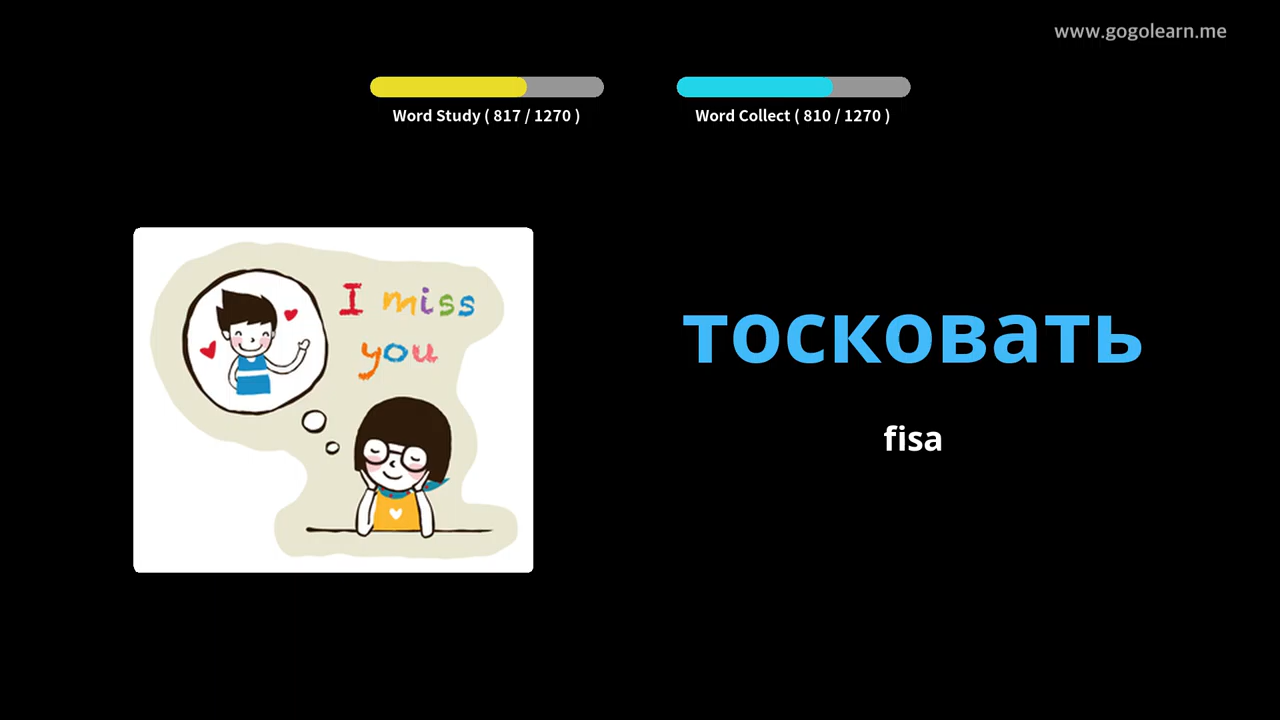 www.gogolearn.me
Word Study ( 817 / 1270 )
Word Collect ( 810 / 1270 )
I miss
you
тосковать
fisa